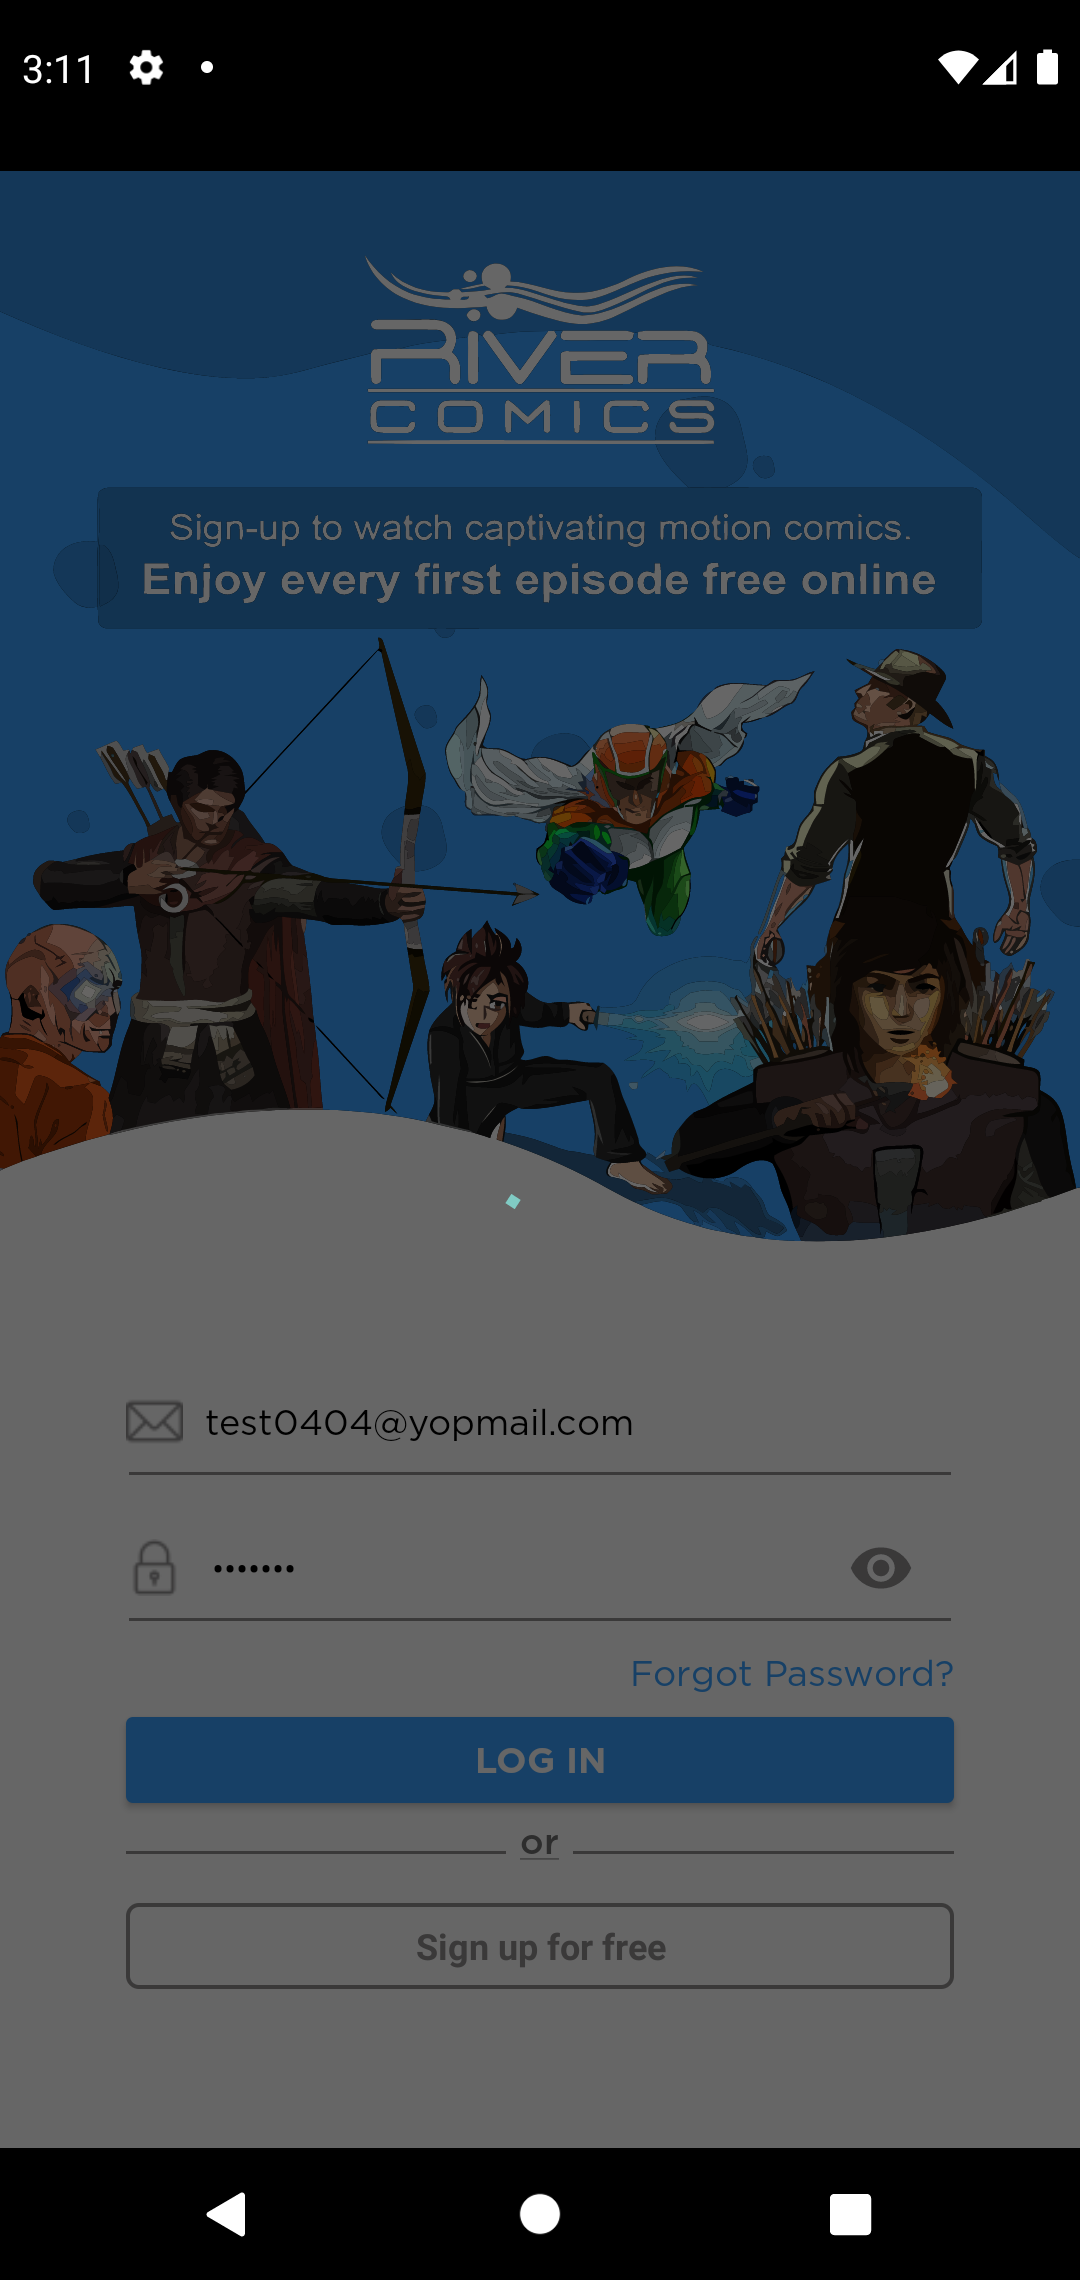 3:11
RIVER
COMICS
Sign-up to watch captivating motion comics.
Enjoy every first episode free online
test0404@yopmail.com
•••••••
Forgot Password?
LOG IN
or
Sign up for free